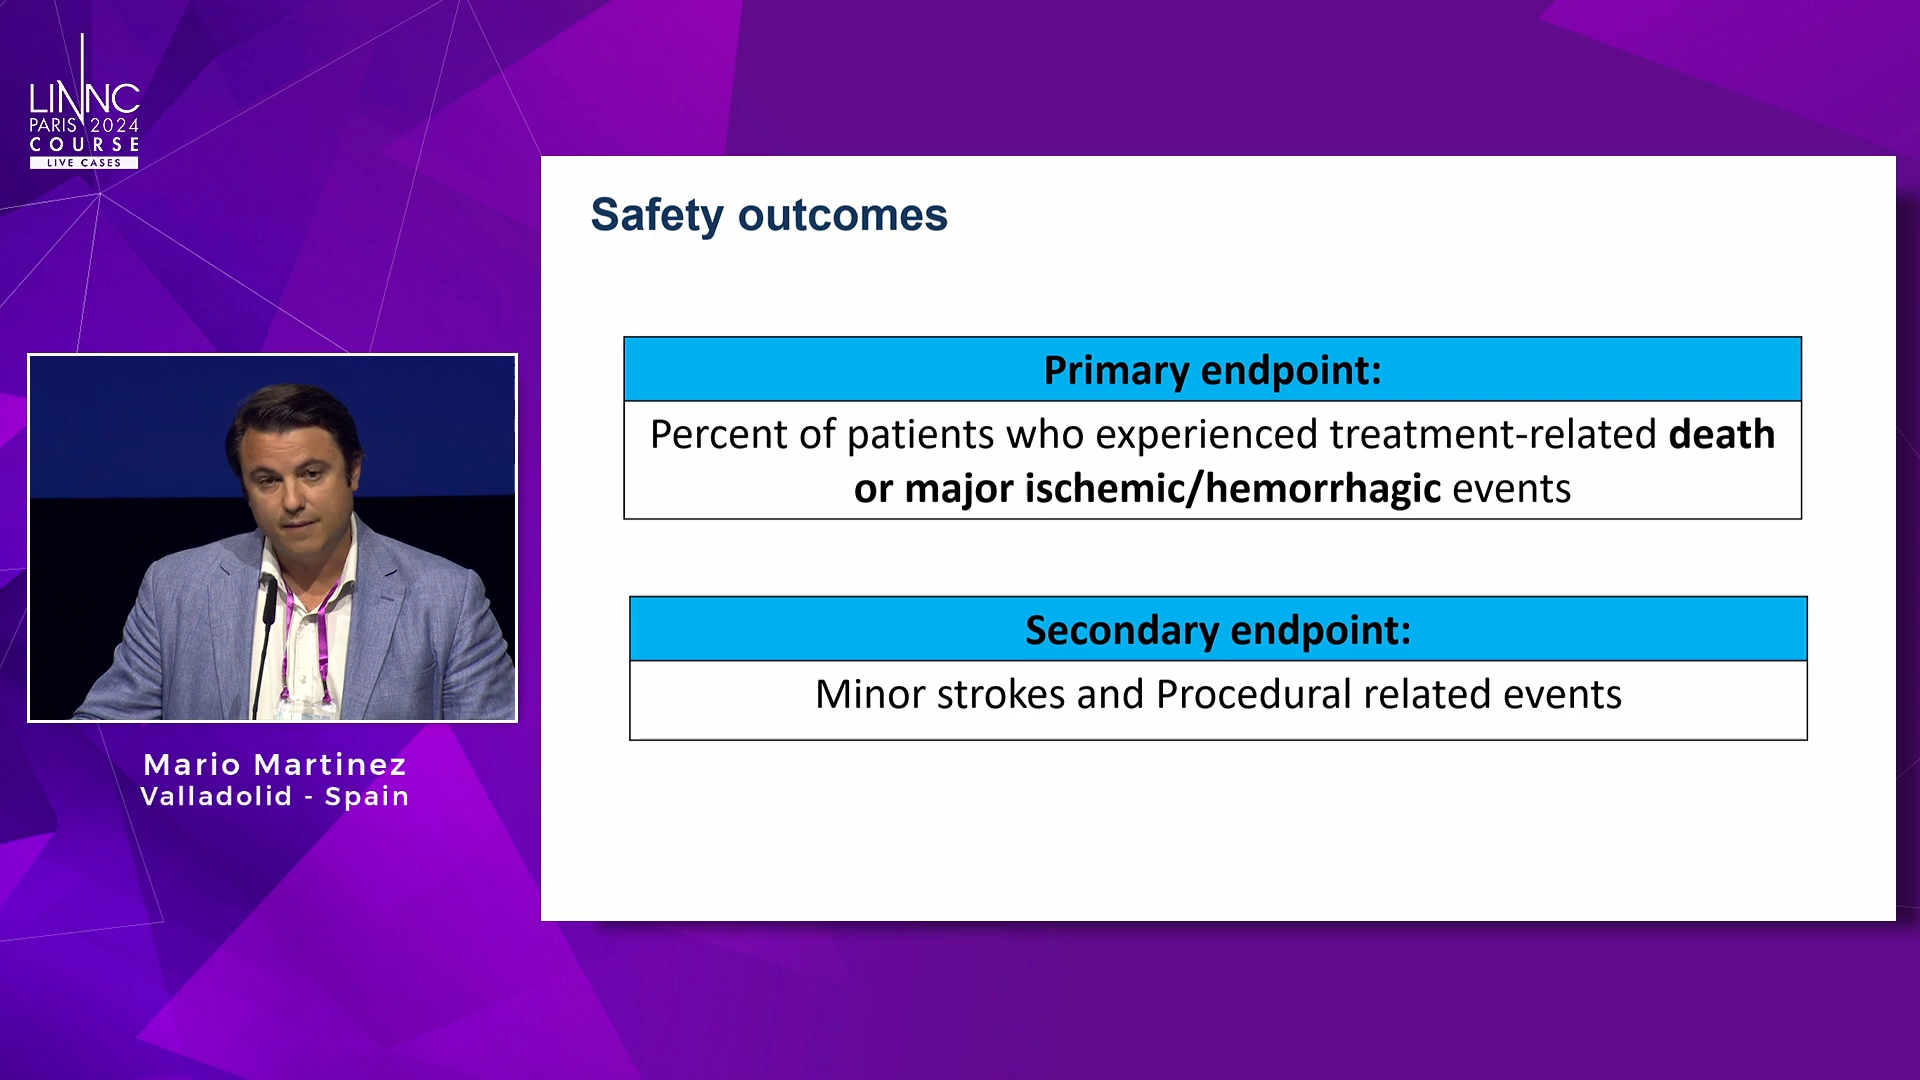 LINNC
PARIS 2024
COURSE
LIVE CASES
Safety outcomes
Primary endpoint:
Percent of patients who experienced treatment-related death
or major ischemic/hemorrhagic events
Secondary endpoint:
Minor strokes and Procedural related events
Mario Martinez
Valladolid - Spain